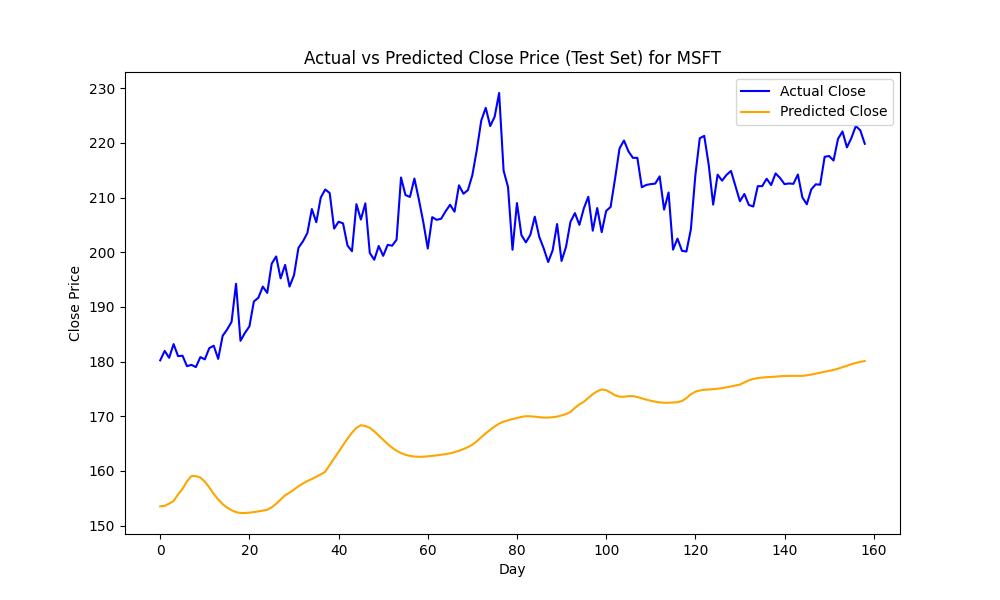 Actual vs Predicted Close Price (Test Set) for MSFT
Actual Close
Predicted Close
Close Price
230
220
210
200
190
180
170
160
150
0 20 40 60 80 100 120 140 160
Day